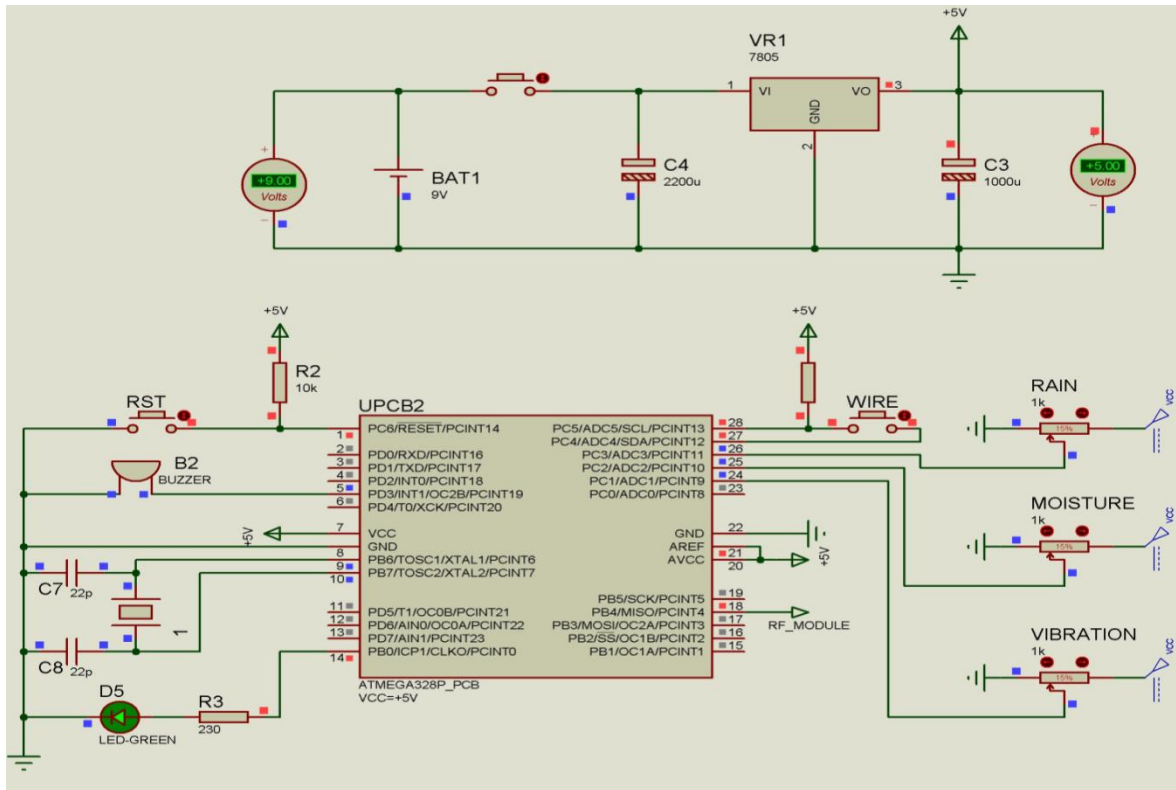 +5V
VR1
7805
1
VI
VO
3
GND
2
+9.00
Volts
BAT1
9V
C4
2200u
C3
1000u
+5.00
Volts
+5V
R2
10k
RST
B2
BUZZER
+5V
C7
22p
C8
22p
1
D5
LED-GREEN
R3
230
UPCB2
1 PC6/RESET/PCINT14
2 PD0/RXD/PCINT16
3 PD1/TXD/PCINT17
4 PD2/INT0/PCINT18
5 PD3/INT1/OC2B/PCINT19
6 PD4/T0/XCK/PCINT20
7 VCC
8 GND
9 PB6/TOSC1/XTAL1/PCINT6
10 PB7/TOSC2/XTAL2/PCINT7
11 PD5/T1/OC0B/PCINT21
12 PD6/AIN0/OC0A/PCINT22
13 PD7/AIN1/PCINT23
14 PB0/ICP1/CLKO/PCINT0
PC5/ADC5/SCL/PCINT13 28
PC4/ADC4/SDA/PCINT12 27
PC3/ADC3/PCINT11 26
PC2/ADC2/PCINT10 25
PC1/ADC1/PCINT9 24
PC0/ADC0/PCINT8 23
GND 22
AREF 21
AVCC 20
PB5/SCK/PCINT5 19
PB4/MISO/PCINT4 18
PB3/MOSI/OC2A/PCINT3 17
PB2/SS/OC1B/PCINT2 16
PB1/OC1A/PCINT1 15
ATMEGA328P_PCB
VCC=+5V
+5V
WIRE
+5V
RF_MODULE
RAIN
1k
15%
VCC
MOISTURE
1k
15%
VCC
VIBRATION
1k
15%
VCC